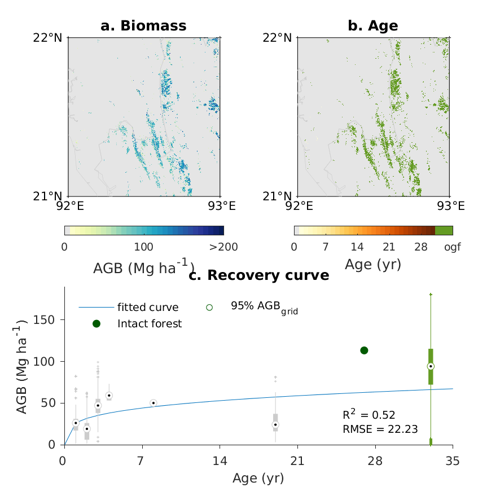 a. Biomass
b. Age
22°N
21°N
92°E
93°E
22°N
21°N
92°E
93°E
0 100 >200
AGB (Mg ha⁻¹)
0 7 14 21 28 ogf
Age (yr)
c. Recovery curve
fitted curve
95% AGB_grid
Intact forest
AGB (Mg ha⁻¹)
150
100
50
0
R² = 0.52
RMSE = 22.23
0 7 14 21 28 35
Age (yr)